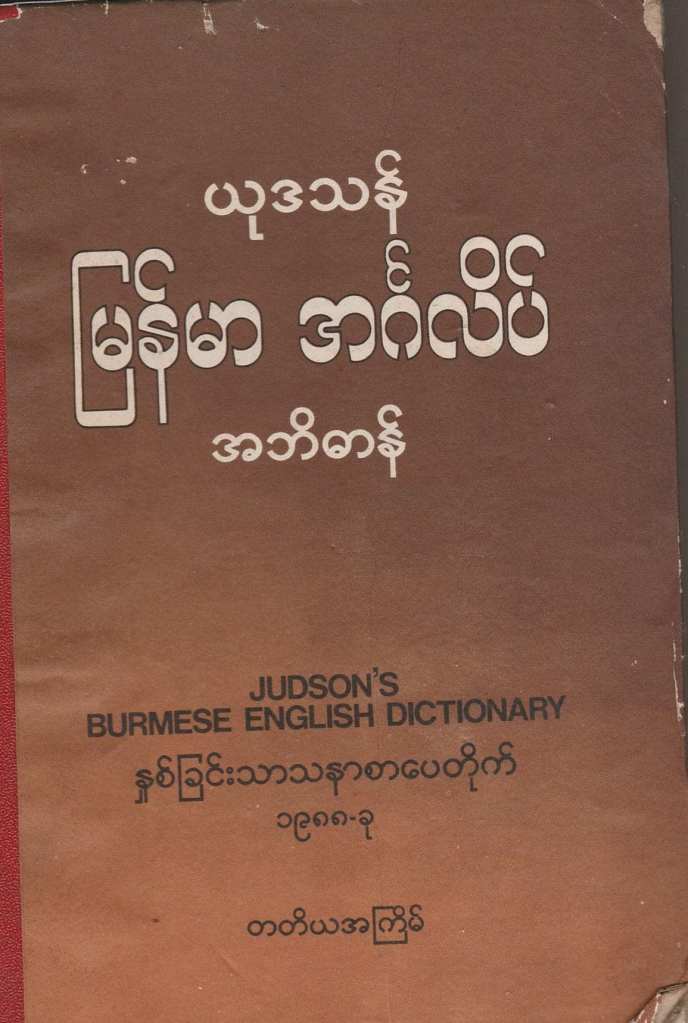 ယုဒသန်
မြန်မာ အင်္ဂလိပ်
အဘိဓာန်
JUDSON'S
BURMESE ENGLISH DICTIONARY
နှစ်ခြင်းသာသနာစာပေတိုက်
၁၉၈၈-ခု
တတိယအကြိမ်